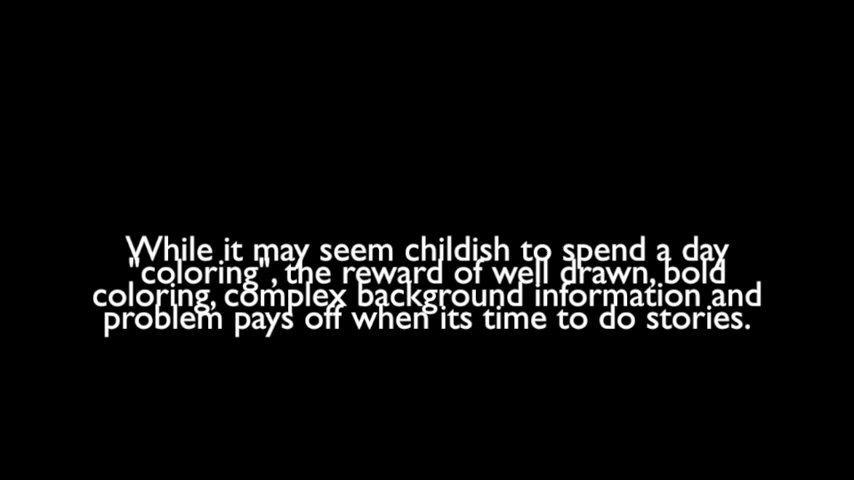 While it may seem childish to spend a day
"coloring", the reward of well drawn, bold
coloring, complex background information and
problem pays off when its time to do stories.